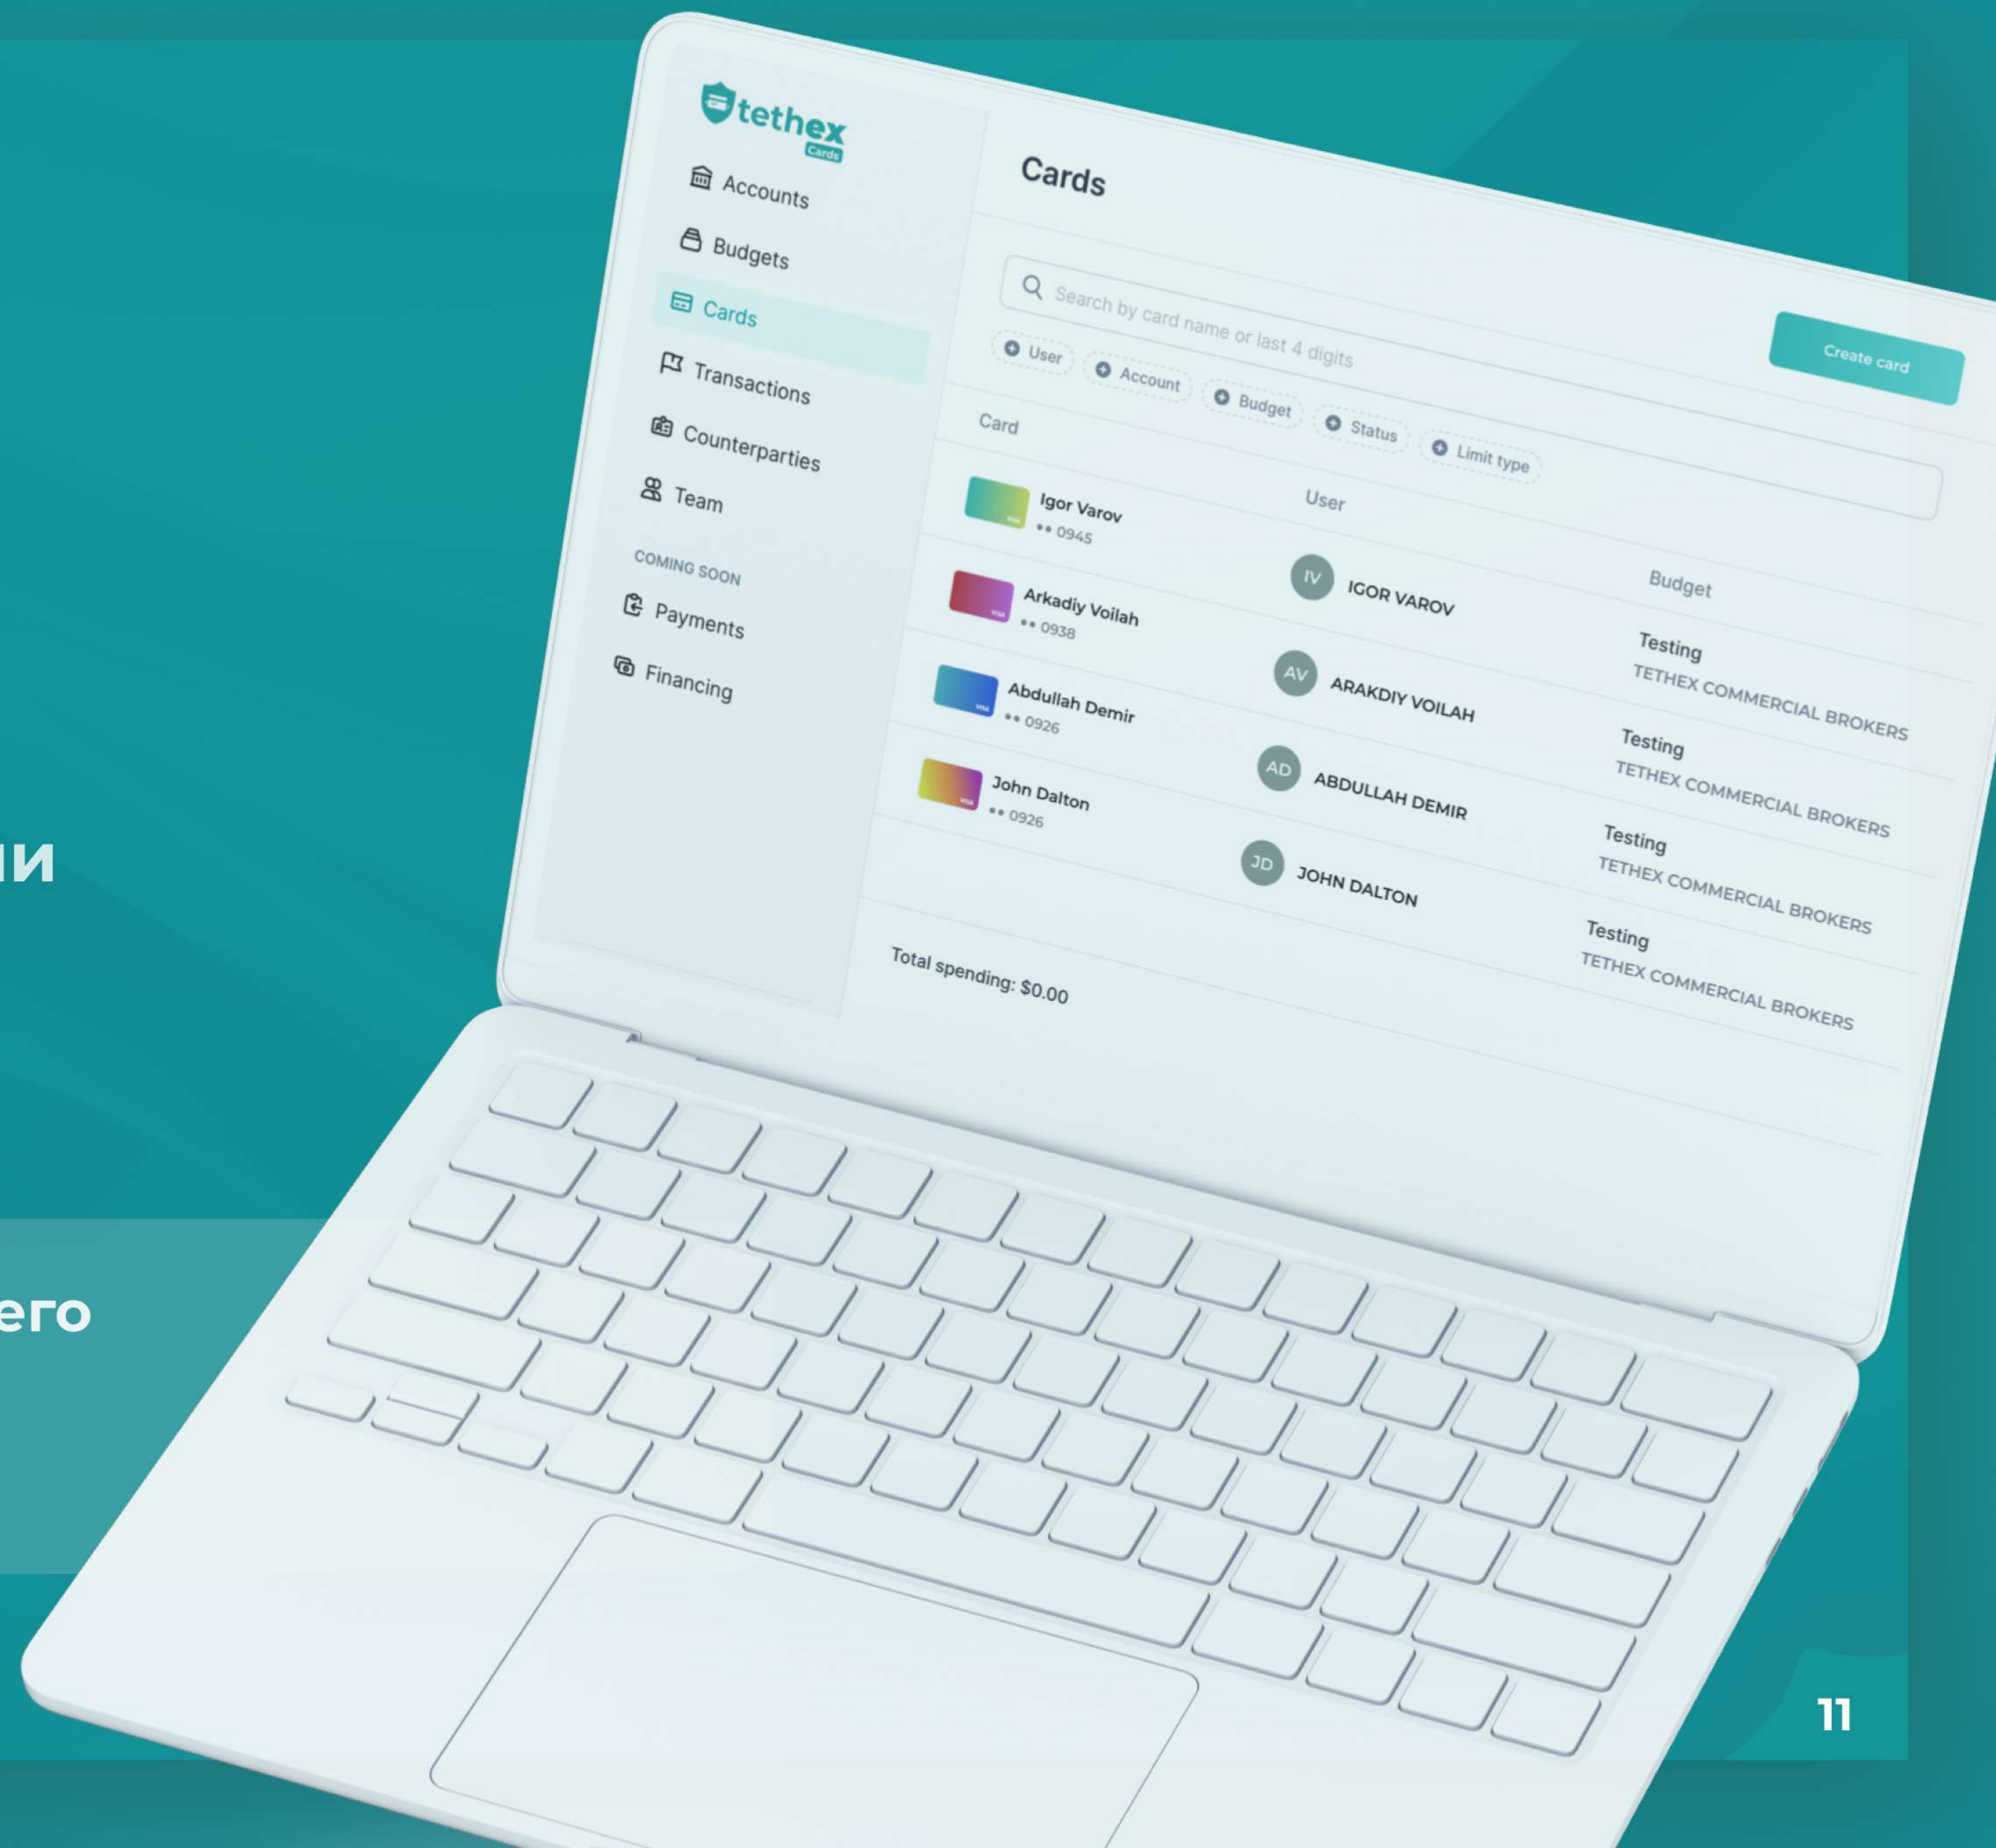 tethex
Cards
Accounts
Budgets
Cards
Transactions
Counterparties
Team
COMING SOON
Payments
Financing
Cards
Create card
Search by card name or last 4 digits
User Account Budget Status Limit type
Card User Budget
Igor Varov
•• 0945
IGOR VAROV
Testing
TETHEX COMMERCIAL BROKERS
Arkadiy Voilah
•• 0938
ARAKDIY VOILAH
Testing
TETHEX COMMERCIAL BROKERS
Abdullah Demir
•• 0926
ABDULLAH DEMIR
Testing
TETHEX COMMERCIAL BROKERS
John Dalton
•• 0926
JOHN DALTON
Testing
TETHEX COMMERCIAL BROKERS
IV
AV
AD
JD
VISA
VISA
VISA
VISA
Total spending: $0.00
11